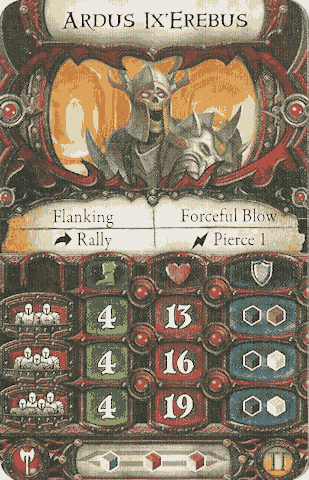 Ardus Ix'Erebus
Flanking
Forceful Blow
Rally
Pierce 1
4 13
4 16
4 19
II